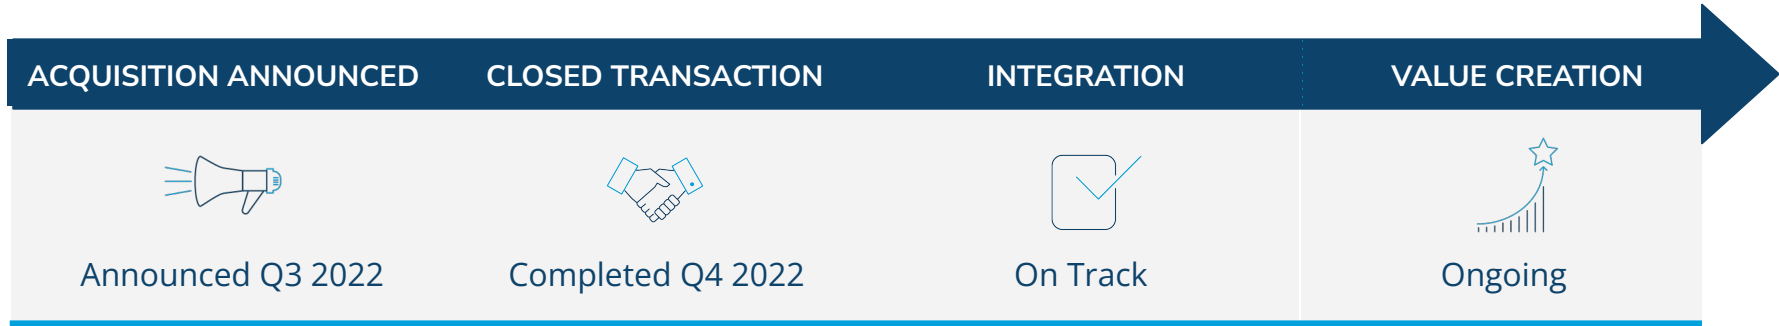 ACQUISITION ANNOUNCED
CLOSED TRANSACTION
INTEGRATION
VALUE CREATION
Announced Q3 2022
Completed Q4 2022
On Track
Ongoing